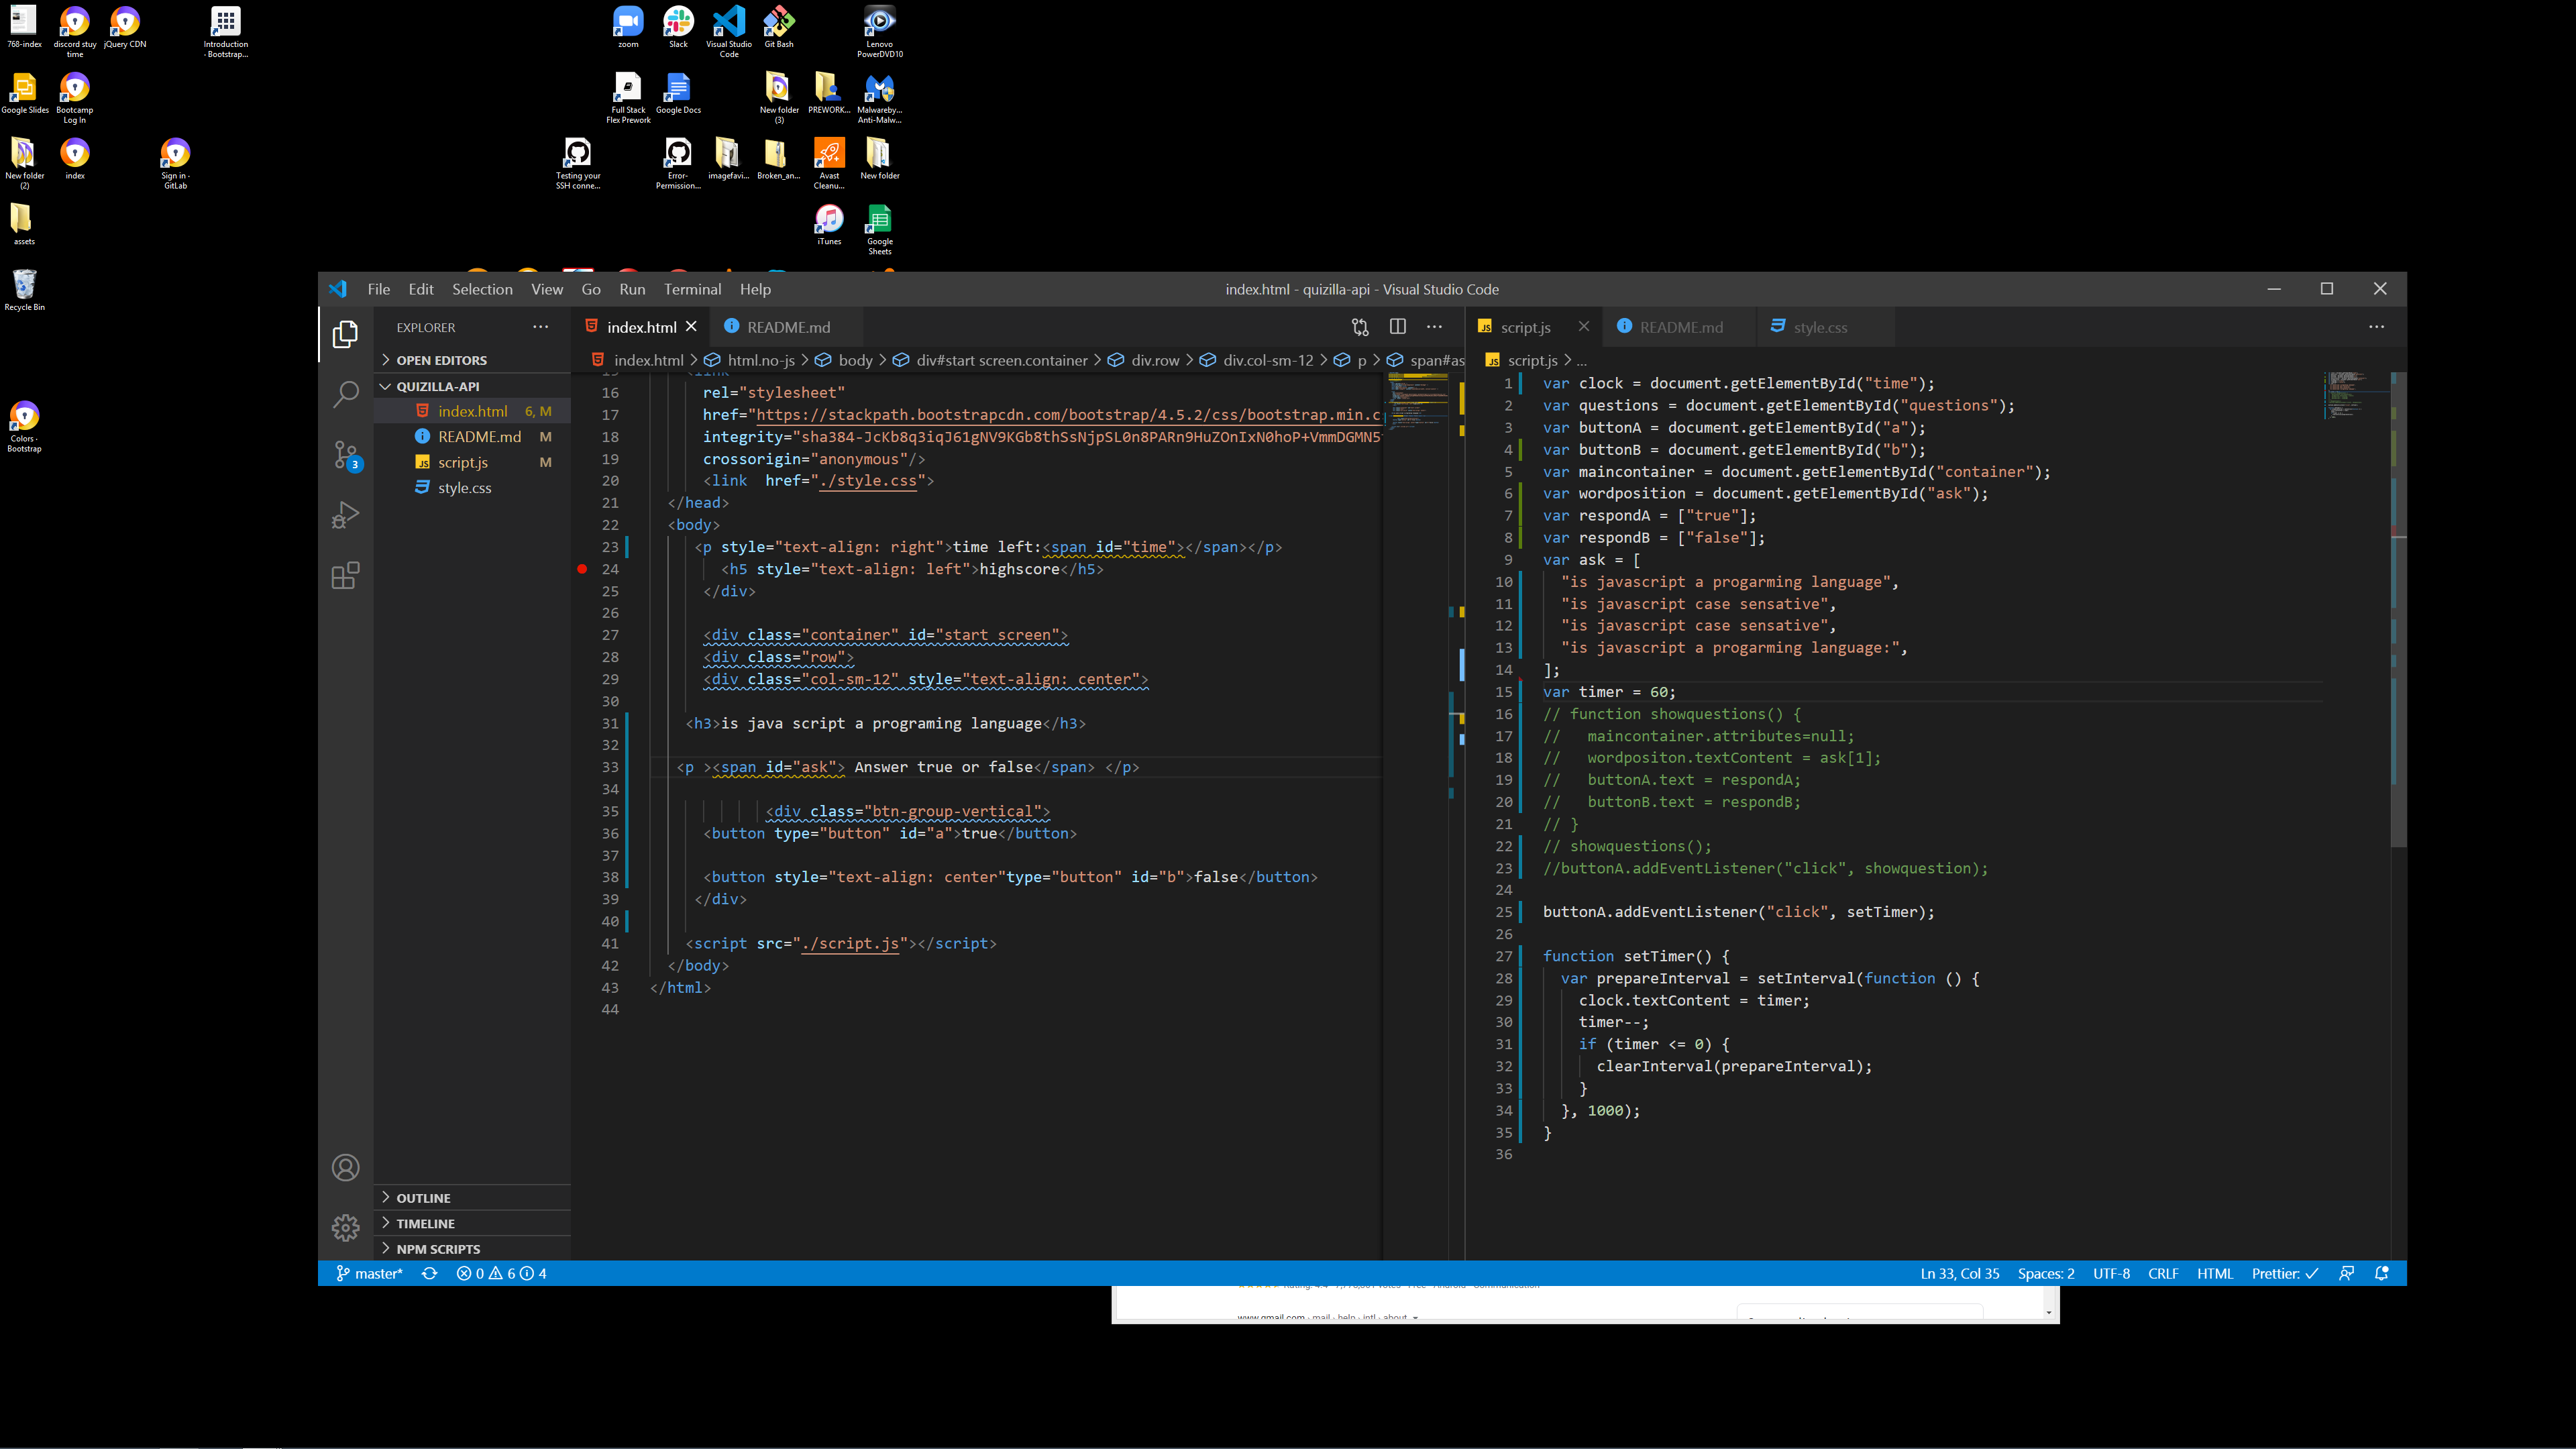 768-index
discord stuy time
jQuery CDN
Introduction - Bootstrap...
zoom
Slack
Visual Studio Code
Git Bash
Lenovo PowerDVD10
Google Slides
Bootcamp Log In
Full Stack Flex Prework
Google Docs
New folder (3)
PREWORK...
Malwareby... Anti-Malw...
New folder (2)
index
Sign in · GitLab
Testing your SSH conne...
Error- Permission...
imagefavi...
Broken_an...
Avast Cleanu...
New folder
assets
iTunes
Google Sheets
Recycle Bin
Colors · Bootstrap
File Edit Selection View Go Run Terminal Help
index.html - quizilla-api - Visual Studio Code
EXPLORER
OPEN EDITORS
QUIZILLA-API
index.html 6, M
README.md M
script.js M
style.css
3
OUTLINE
TIMELINE
NPM SCRIPTS
index.html README.md
index.html > html.no-js > body > div#start screen.container > div.row > div.col-sm-12 > p > span#as
16 rel="stylesheet"
17 href="https://stackpath.bootstrapcdn.com/bootstrap/4.5.2/css/bootstrap.min.c
18 integrity="sha384-JcKb8q3iqJ61gNV9KGb8thSsNjpSL0n8PARn9HuZOnIxN0hoP+VmmDGMN5
19 crossorigin="anonymous"/>
20 <link  href="./style.css">
21 </head>
22 <body>
23 <p style="text-align: right">time left:<span id="time"></span></p>
24 <h5 style="text-align: left">highscore</h5>
25 </div>
26
27 <div class="container" id="start screen">
28 <div class="row">
29 <div class="col-sm-12" style="text-align: center">
30
31 <h3>is java script a programing language</h3>
32
33 <p ><span id="ask"> Answer true or false</span> </p>
34
35 <div class="btn-group-vertical">
36 <button type="button" id="a">true</button>
37
38 <button style="text-align: center"type="button" id="b">false</button>
39 </div>
40
41 <script src="./script.js"></script>
42 </body>
43 </html>
44
script.js README.md style.css
script.js > ...
1 var clock = document.getElementById("time");
2 var questions = document.getElementById("questions");
3 var buttonA = document.getElementById("a");
4 var buttonB = document.getElementById("b");
5 var maincontainer = document.getElementById("container");
6 var wordposition = document.getElementById("ask");
7 var respondA = ["true"];
8 var respondB = ["false"];
9 var ask = [
10 "is javascript a progarming language",
11 "is javascript case sensative",
12 "is javascript case sensative",
13 "is javascript a progarming language:",
14 ];
15 var timer = 60;
16 // function showquestions() {
17 //   maincontainer.attributes=null;
18 //   wordpositon.textContent = ask[1];
19 //   buttonA.text = respondA;
20 //   buttonB.text = respondB;
21 // }
22 // showquestions();
23 //buttonA.addEventListener("click", showquestion);
24
25 buttonA.addEventListener("click", setTimer);
26
27 function setTimer() {
28 var prepareInterval = setInterval(function () {
29 clock.textContent = timer;
30 timer--;
31 if (timer <= 0) {
32 clearInterval(prepareInterval);
33 }
34 }, 1000);
35 }
36
master* 0 6 4
Ln 33, Col 35 Spaces: 2 UTF-8 CRLF HTML Prettier: ✓
www.gmail.com › mail › help › intl › about